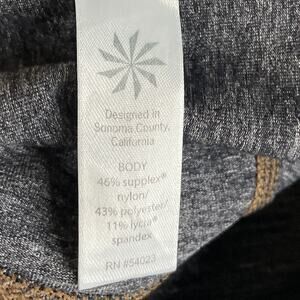 Designed in
Sonoma County,
California
BODY
46% supplex®
nylon/
43% polyester/
11% lycra®
spandex
RN #54023